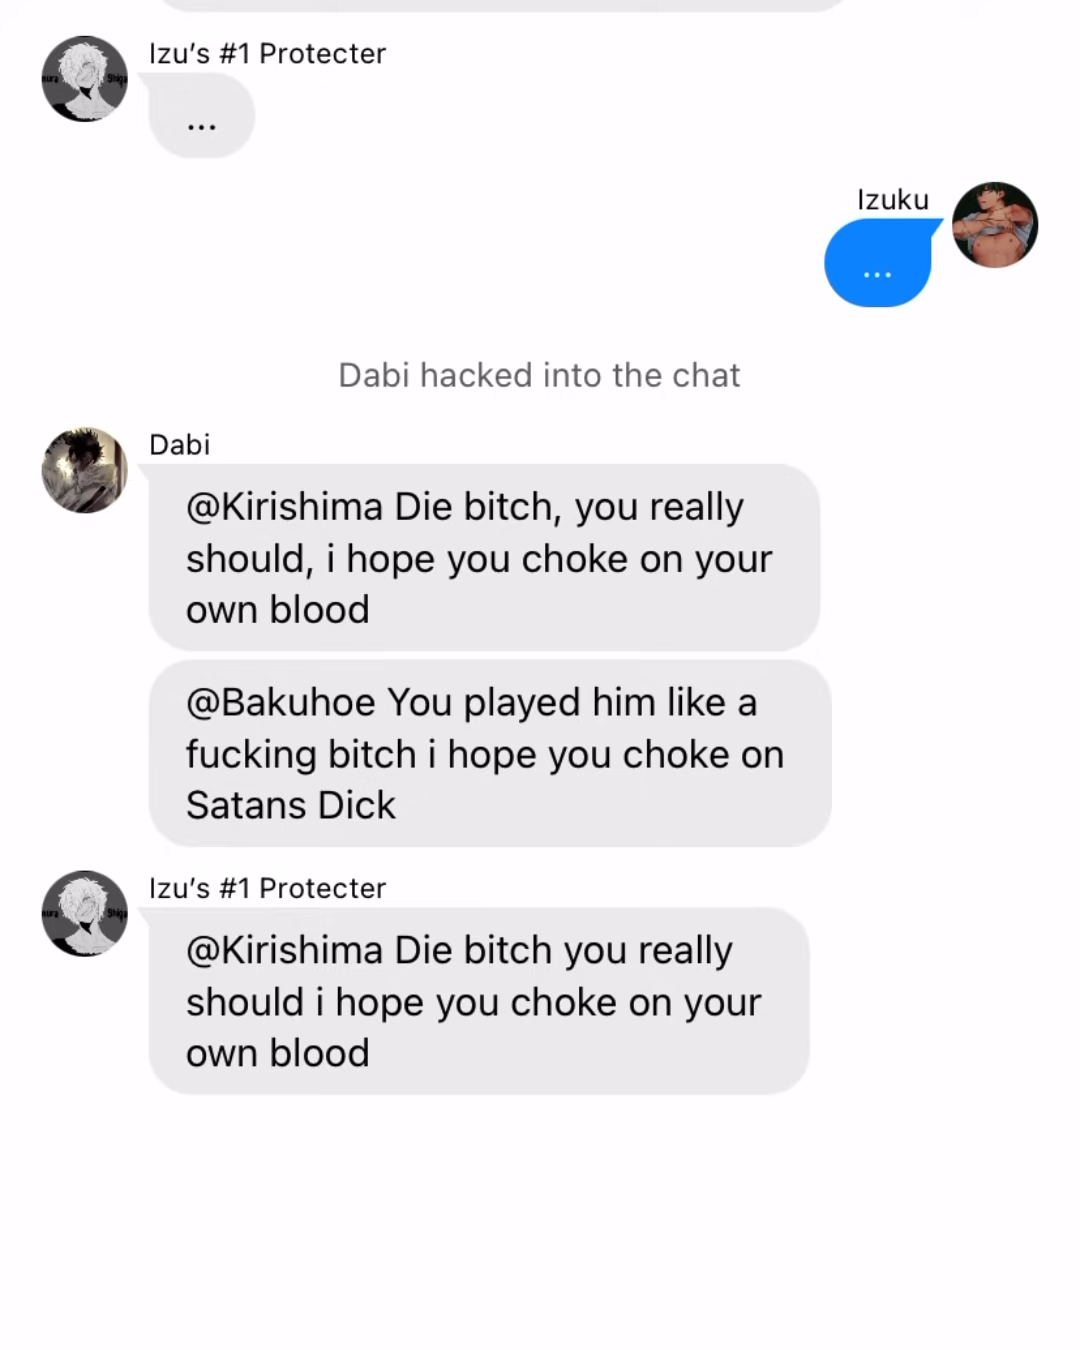 Izu's #1 Protecter
...
Izuku
...
Dabi hacked into the chat
Dabi
@Kirishima Die bitch, you really
should, i hope you choke on your
own blood
@Bakuhoe You played him like a
fucking bitch i hope you choke on
Satans Dick
Izu's #1 Protecter
@Kirishima Die bitch you really
should i hope you choke on your
own blood